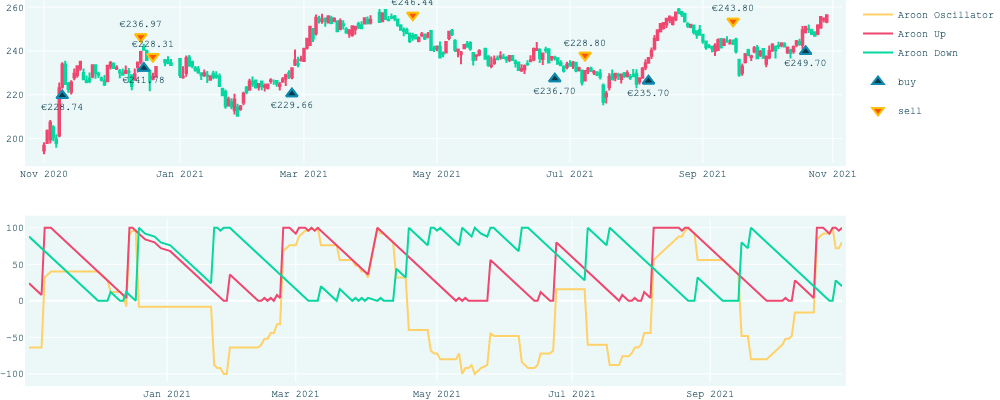 260
240
220
200
€236.97
€228.31
€241.78
€228.74
€229.66
€246.44
€236.70
€228.80
€235.70
€243.80
€249.70
Nov 2020
Jan 2021
Mar 2021
May 2021
Jul 2021
Sep 2021
Nov 2021
Aroon Oscillator
Aroon Up
Aroon Down
buy
sell
100
50
0
−50
−100
Jan 2021
Mar 2021
May 2021
Jul 2021
Sep 2021